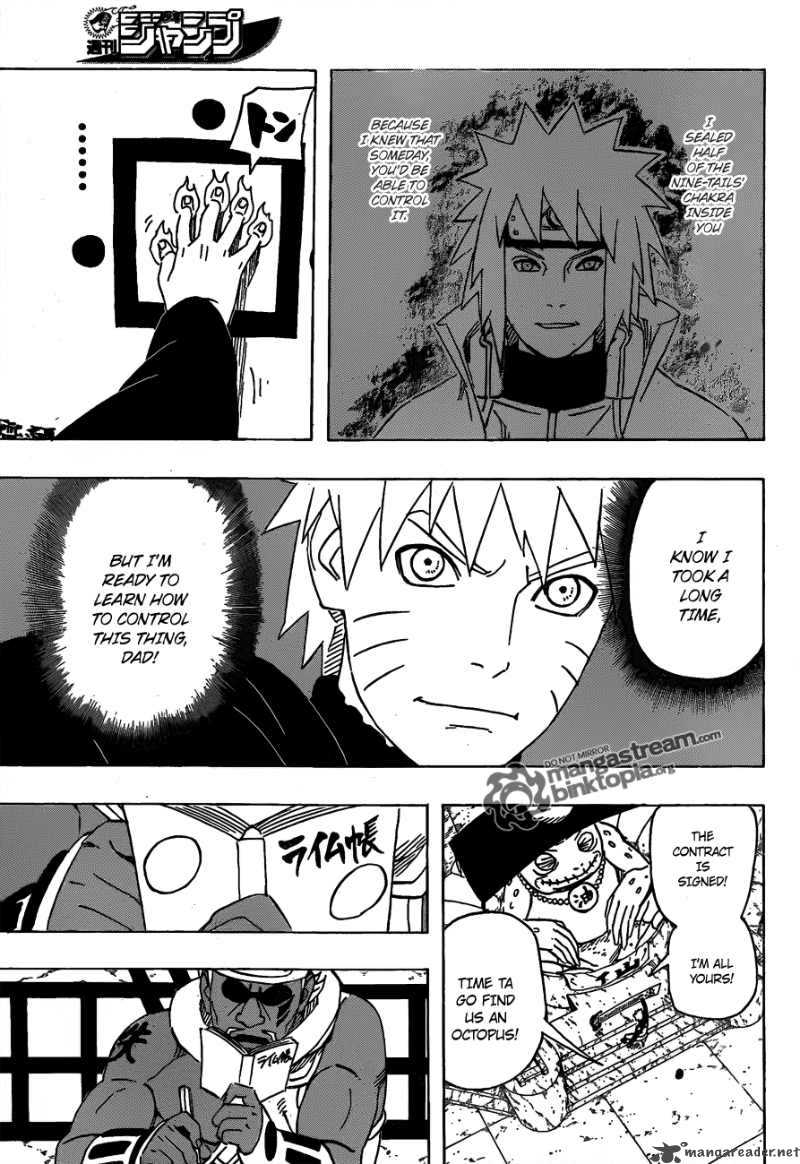 週刊
ジャンプ
I
SEALED
HALF
OF THE
NINE-TAILS'
CHAKRA
INSIDE
YOU
BECAUSE
I KNEW THAT
SOMEDAY,
YOU'D BE
ABLE TO
CONTROL
IT.
トン
I
KNOW I
TOOK A
LONG
TIME,
BUT I'M
READY TO
LEARN HOW
TO CONTROL
THIS THING,
DAD!
DO NOT MIRROR
mangastream.com
binktopia.org
THE
CONTRACT
IS
SIGNED!
I'M ALL
YOURS!
油
TIME TA
GO FIND
US AN
OCTOPUS!
ライム帳
ライム帳
mangareader.net